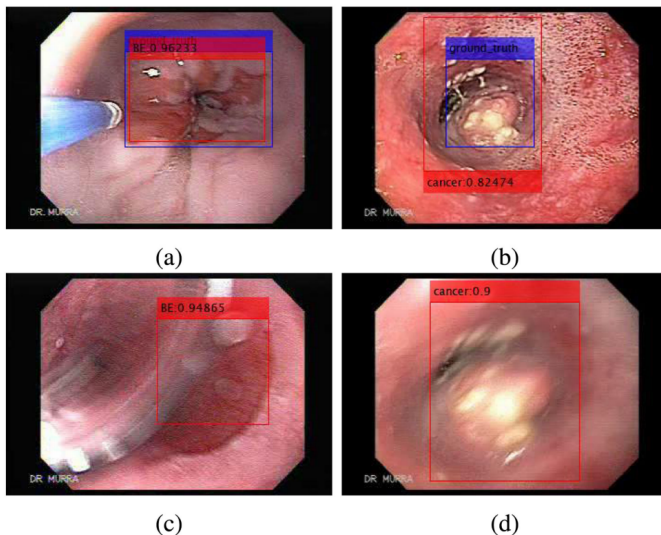 BE:0.96233
DR. MURRA
(a)
ground_truth
cancer:0.82474
DR MURRA
(b)
BE:0.94865
DR MURRA
(c)
cancer:0.9
DR MURRA
(d)